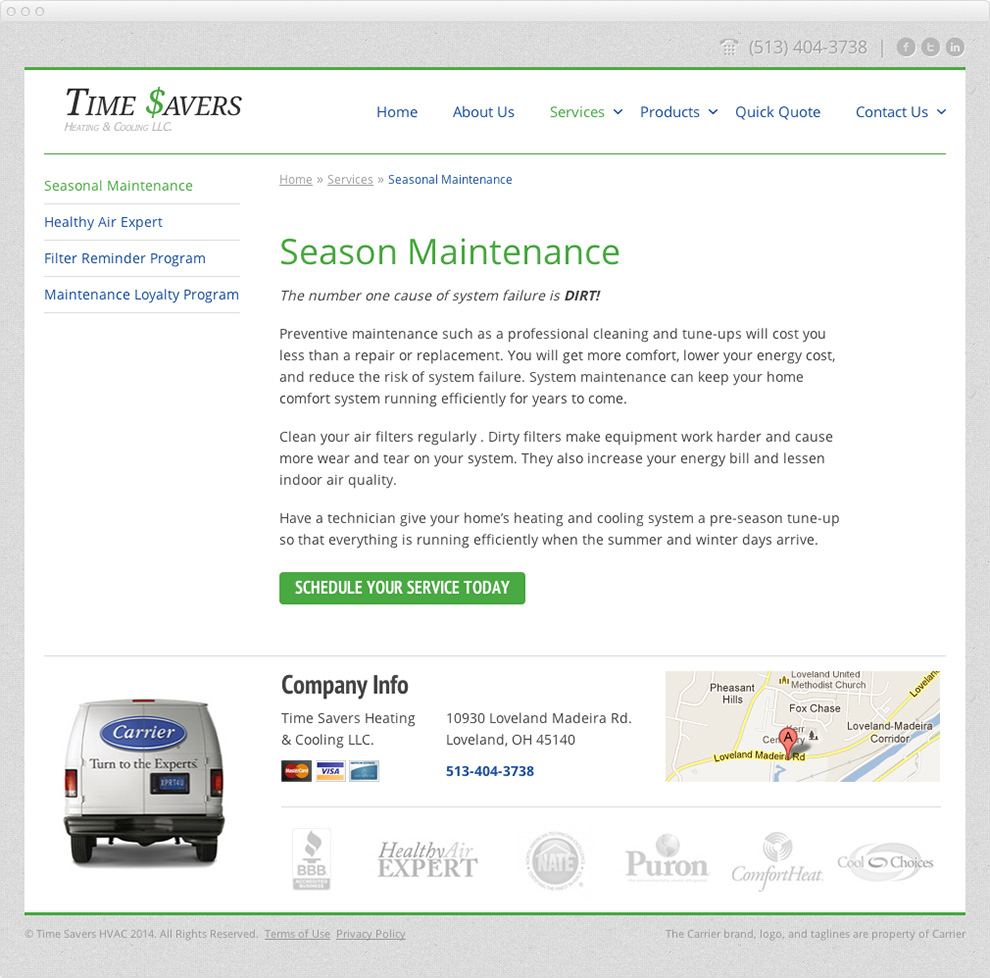 (513) 404-3738 |
TIME $AVERS
HEATING & COOLING LLC.
Home About Us Services Products Quick Quote Contact Us
Seasonal Maintenance
Healthy Air Expert
Filter Reminder Program
Maintenance Loyalty Program
Home » Services » Seasonal Maintenance
Season Maintenance
The number one cause of system failure is DIRT!
Preventive maintenance such as a professional cleaning and tune-ups will cost you
less than a repair or replacement. You will get more comfort, lower your energy cost,
and reduce the risk of system failure. System maintenance can keep your home
comfort system running efficiently for years to come.
Clean your air filters regularly . Dirty filters make equipment work harder and cause
more wear and tear on your system. They also increase your energy bill and lessen
indoor air quality.
Have a technician give your home’s heating and cooling system a pre-season tune-up
so that everything is running efficiently when the summer and winter days arrive.
SCHEDULE YOUR SERVICE TODAY
Carrier
Turn to the Experts
XPRT4U
Company Info
Time Savers Heating
& Cooling LLC.
MasterCard VISA
10930 Loveland Madeira Rd.
Loveland, OH 45140
513-404-3738
Loveland United
Methodist Church
Pheasant
Hills
Fox Chase
Loveland-Madeira
Corridor
A
Loveland Madeira Rd
BBB
ACCREDITED
BUSINESS
HealthyAir
EXPERT
NATE
Puron
ComfortHeat
Cool Choices
© Time Savers HVAC 2014. All Rights Reserved. Terms of Use Privacy Policy
The Carrier brand, logo, and taglines are property of Carrier